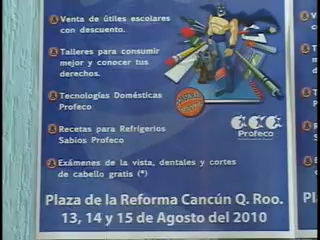 Venta de útiles escolares
con descuento.
Talleres para consumir
mejor y conocer tus
derechos.
Tecnologías Domésticas
Profeco
Recetas para Refrigerios
Sabios Profeco
Profeco
Exámenes de la vista, dentales y cortes
de cabello gratis (*)
Plaza de la Reforma Cancún Q. Roo.
13, 14 y 15 de Agosto del 2010